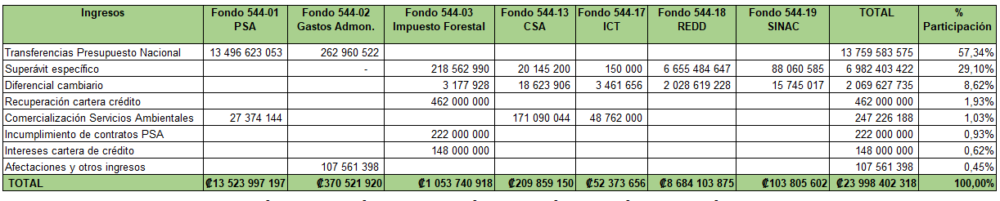 Ingresos Fondo 544-01 PSA Fondo 544-02 Gastos Admon. Fondo 544-03 Impuesto Forestal Fondo 544-13 CSA Fondo 544-17 ICT Fondo 544-18 REDD Fondo 544-19 SINAC TOTAL % Participación
Transferencias Presupuesto Nacional 13 496 623 053 262 960 522 13 759 583 575 57,34%
Superávit específico - 218 562 990 20 145 200 150 000 6 655 484 647 88 060 585 6 982 403 422 29,10%
Diferencial cambiario 3 177 928 18 623 906 3 461 656 2 028 619 228 15 745 017 2 069 627 735 8,62%
Recuperación cartera crédito 462 000 000 462 000 000 1,93%
Comercialización Servicios Ambientales 27 374 144 171 090 044 48 762 000 247 226 188 1,03%
Incumplimiento de contratos PSA 222 000 000 222 000 000 0,93%
Intereses cartera de crédito 148 000 000 148 000 000 0,62%
Afectaciones y otros ingresos 107 561 398 107 561 398 0,45%
TOTAL ₡13 523 997 197 ₡370 521 920 ₡1 053 740 918 ₡209 859 150 ₡52 373 656 ₡8 684 103 875 ₡103 805 602 ₡23 998 402 318 100,00%